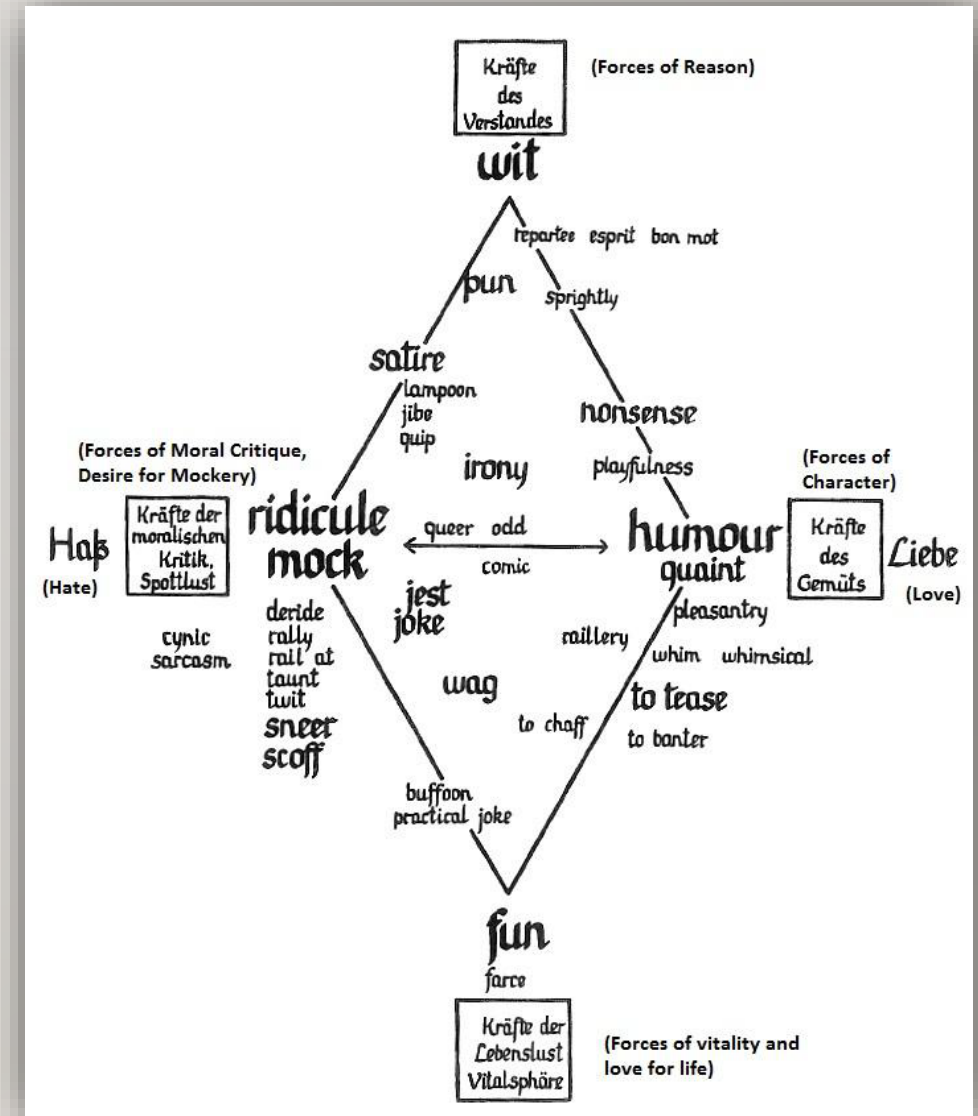 Kräfte
des
Verstandes
(Forces of Reason)
wit
repartee esprit bon mot
pun
sprightly
satire
lampoon
jibe
quip
nonsense
irony
playfulness
(Forces of Moral Critique,
Desire for Mockery)
(Forces of
Character)
Haß
(Hate)
Kräfte der
moralischen
Kritik,
Spottlust
ridicule
mock
queer odd
comic
humour
quaint
Kräfte
des
Gemüts
Liebe
(Love)
cynic
sarcasm
deride
rally
rail at
taunt
twit
sneer
scoff
jest
joke
pleasantry
raillery
whim whimsical
wag
to tease
to chaff
to banter
buffoon
practical joke
fun
farce
Kräfte der
Lebenslust
Vitalsphäre
(Forces of vitality and
love for life)